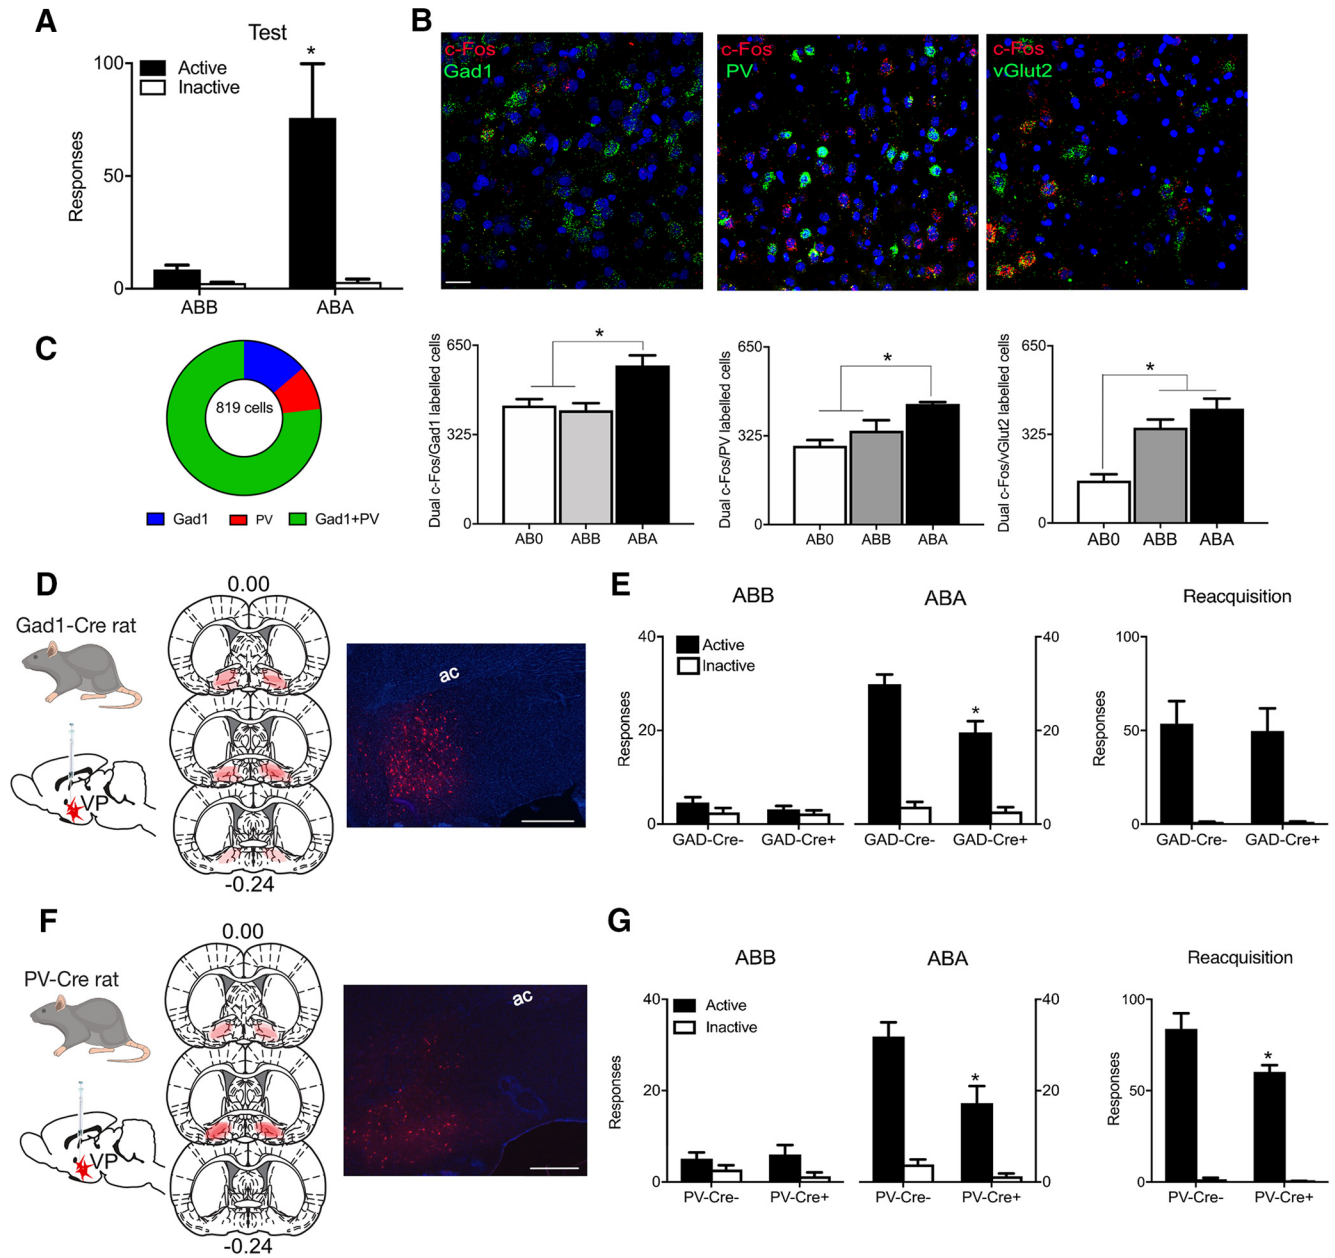 A
Test
*
Active
Inactive
100
50
0
Responses
ABB
ABA
B
c-Fos
Gad1
c-Fos
PV
c-Fos
vGlut2
Dual c-Fos/Gad1 labelled cells
650
325
0
*
AB0
ABB
ABA
Dual c-Fos/PV labelled cells
650
325
0
*
AB0
ABB
ABA
Dual c-Fos/vGlut2 labelled cells
650
325
0
*
AB0
ABB
ABA
C
819 cells
Gad1
PV
Gad1+PV
D
Gad1-Cre rat
VP
0.00
-0.24
ac
E
ABB
ABA
Reacquisition
Active
Inactive
Responses
40
20
0
GAD-Cre-
GAD-Cre+
*
GAD-Cre-
GAD-Cre+
40
20
0
Responses
100
50
0
GAD-Cre-
GAD-Cre+
F
PV-Cre rat
VP
0.00
-0.24
ac
G
ABB
ABA
Reacquisition
Active
Inactive
Responses
40
20
0
PV-Cre-
PV-Cre+
*
PV-Cre-
PV-Cre+
40
20
0
Responses
100
50
0
*
PV-Cre-
PV-Cre+